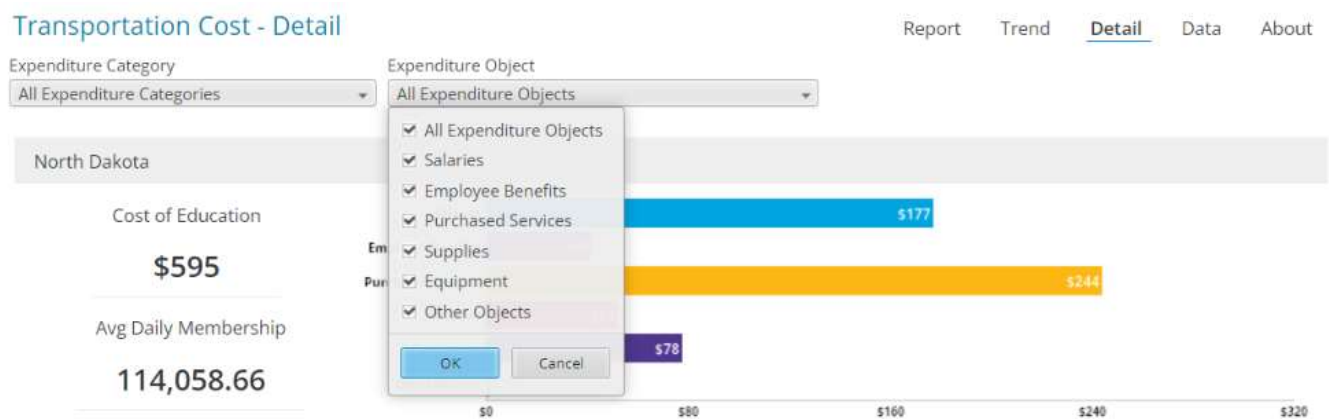 Transportation Cost - Detail
Report Trend Detail Data About
Expenditure Category
Expenditure Object
All Expenditure Categories
All Expenditure Objects
All Expenditure Objects
Salaries
Employee Benefits
Purchased Services
Supplies
Equipment
Other Objects
OK
Cancel
North Dakota
Cost of Education
$595
Avg Daily Membership
114,058.66
$177
Em
Pur
$244
$78
$0 $80 $160 $240 $320